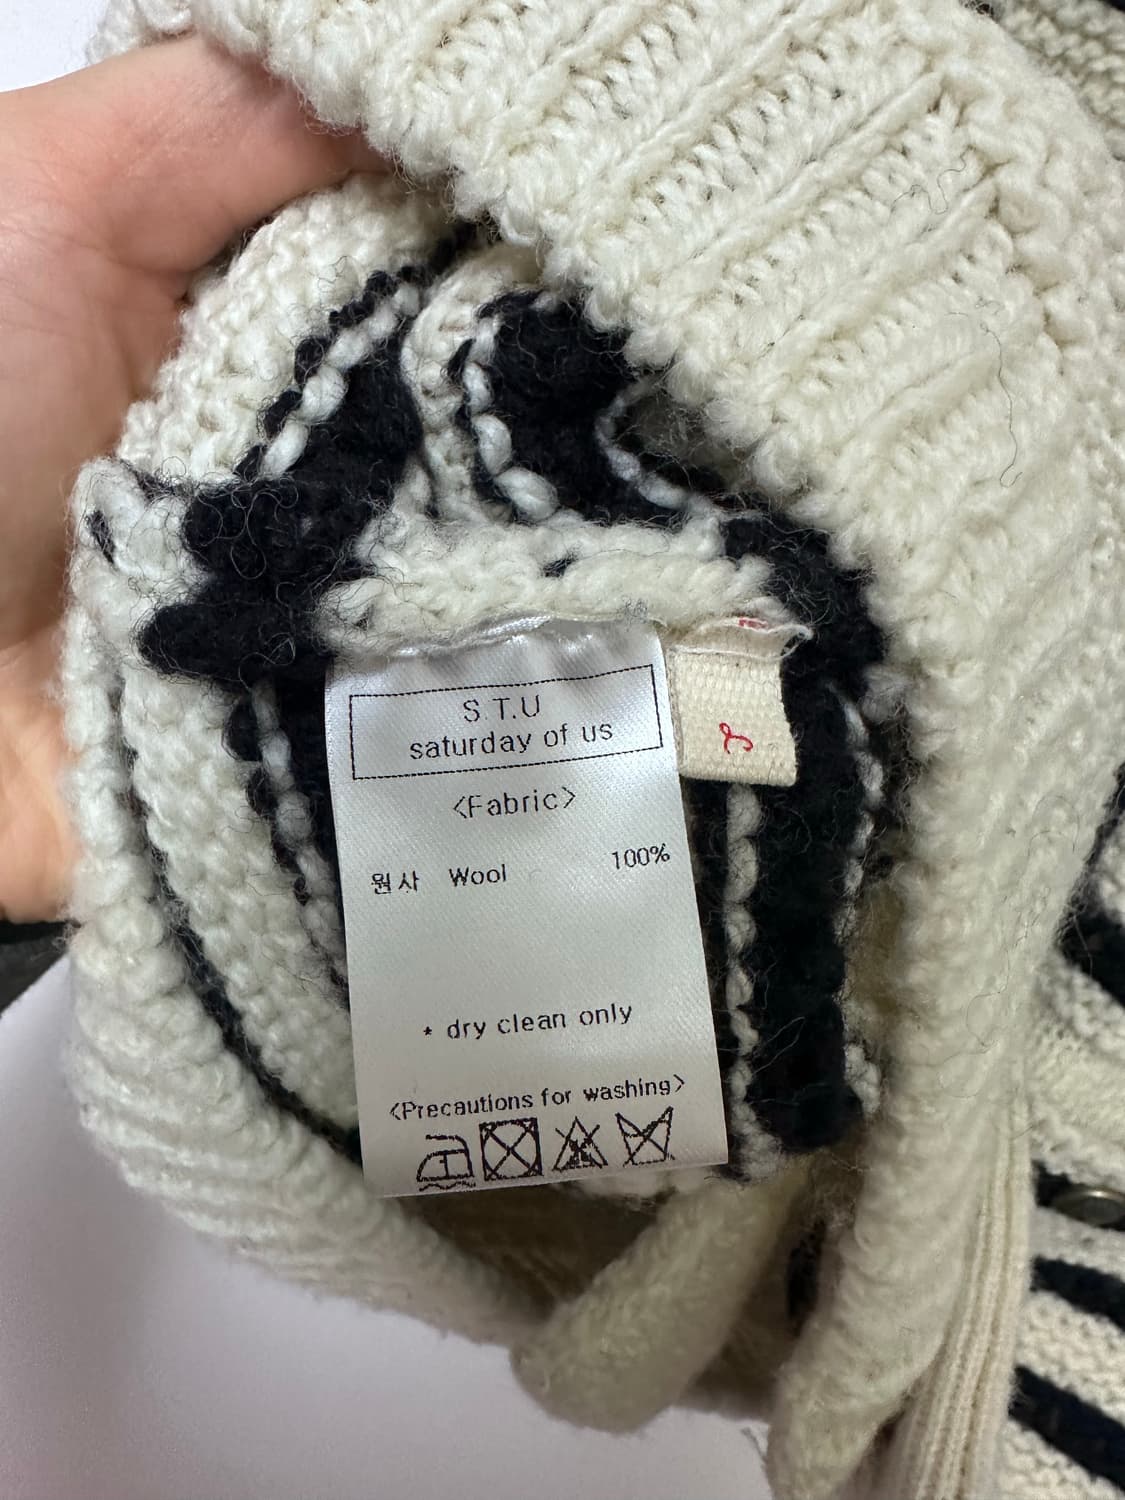 S.T.U
saturday of us
<Fabric>
원사 Wool 100%
* dry clean only
<Precautions for washing>